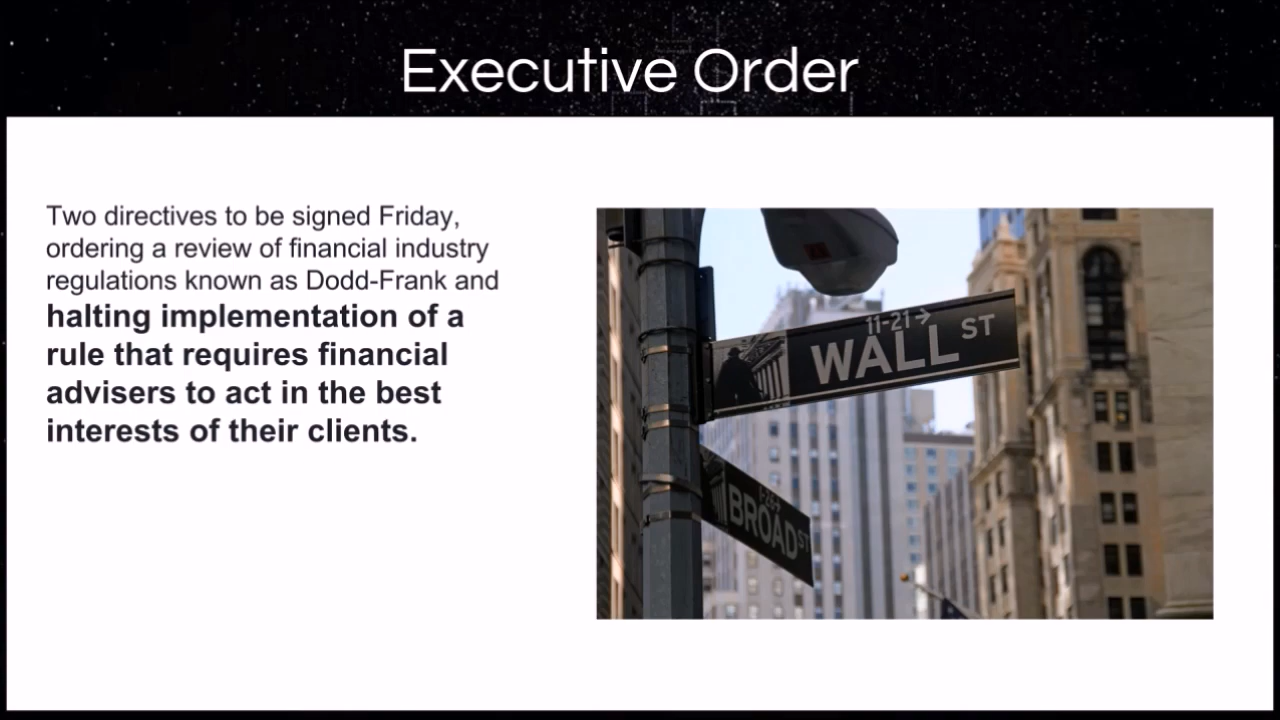 Executive Order
Two directives to be signed Friday,
ordering a review of financial industry
regulations known as Dodd-Frank and
halting implementation of a
rule that requires financial
advisers to act in the best
interests of their clients.
11-21→
WALL ST
BROAD ST